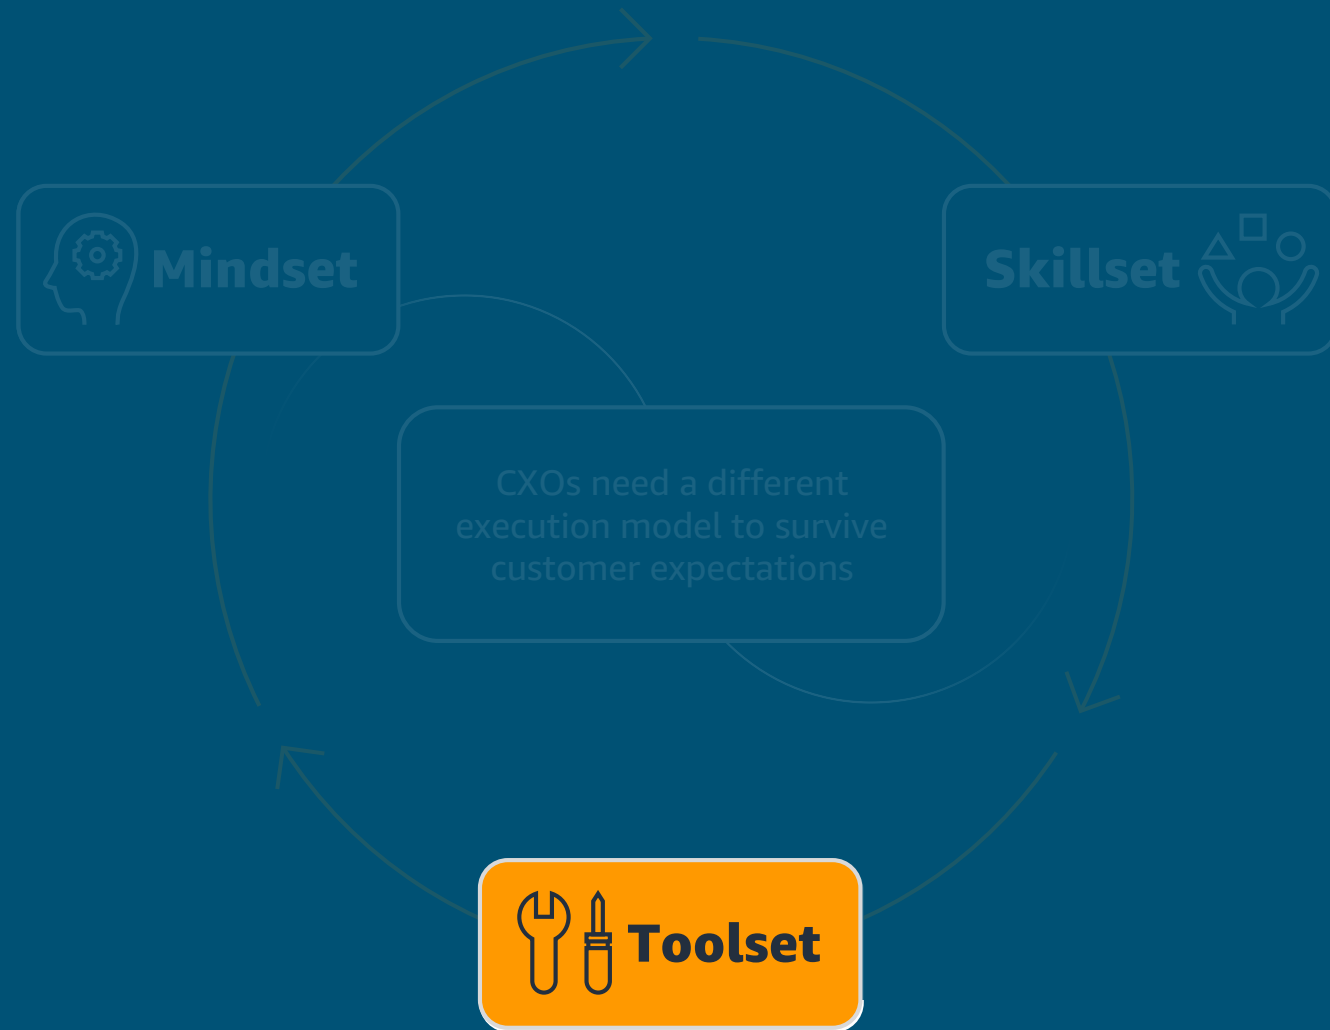 Mindset
Skillset
CXOs need a different
execution model to survive
customer expectations
Toolset